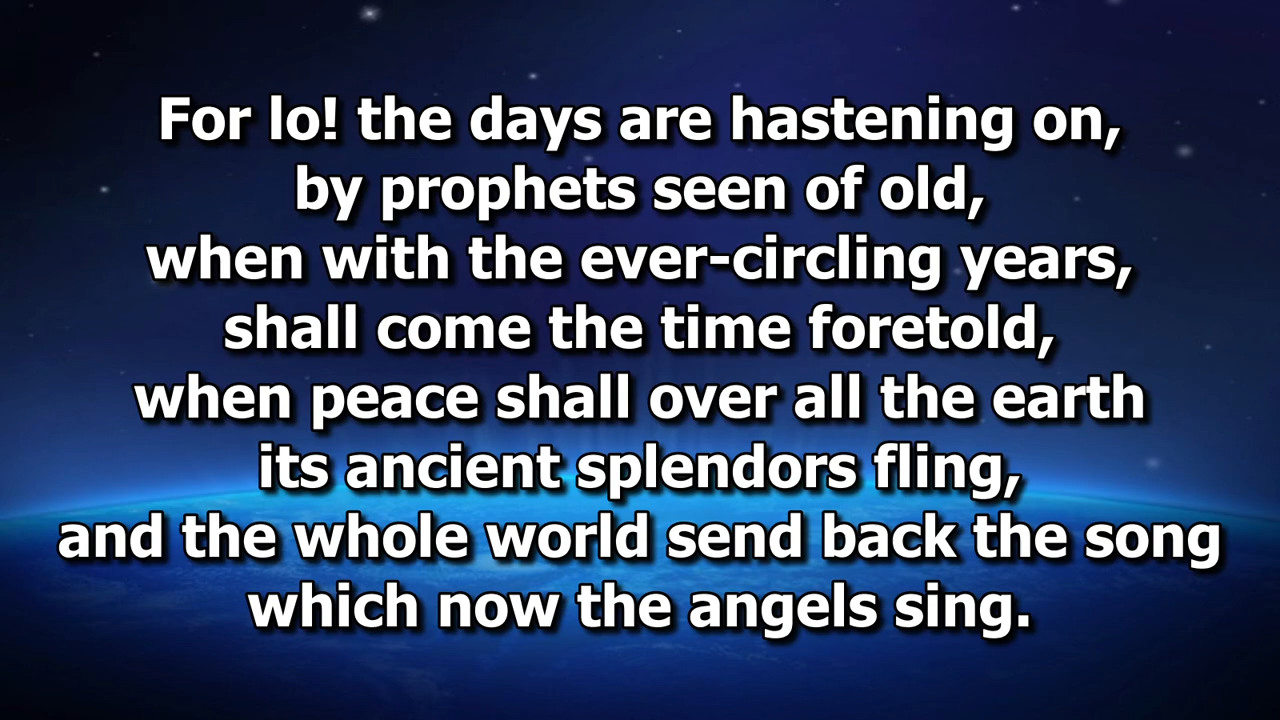 For lo! the days are hastening on,
by prophets seen of old,
when with the ever-circling years,
shall come the time foretold,
when peace shall over all the earth
its ancient splendors fling,
and the whole world send back the song
which now the angels sing.